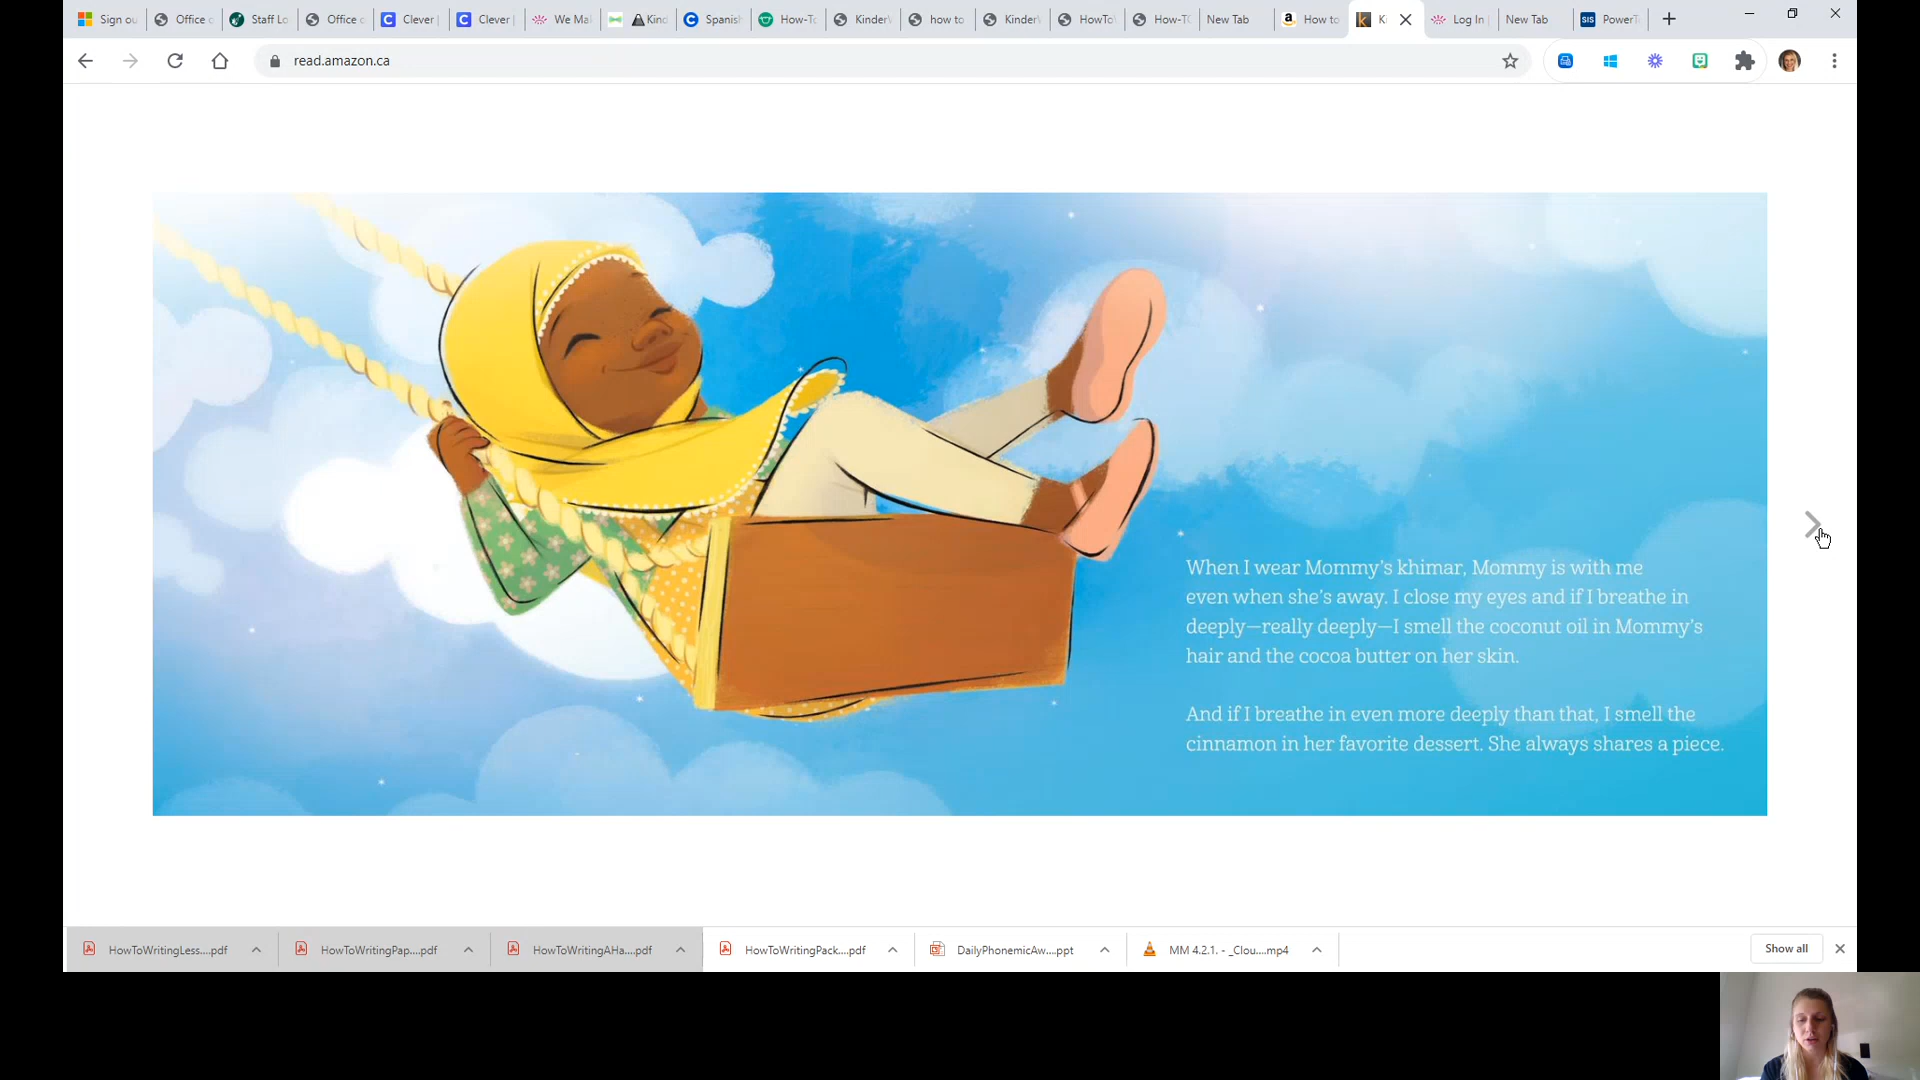 Sign ou
Office o
Staff Lo
Office o
Clever
Clever
We Ma
Kind
Spanis
How-To
Kinder
how to
Kinder
HowTo
How-TO
New Tab
How to
K
Log In
New Tab
SIS
PowerT
read.amazon.ca
When I wear Mommy's khimar, Mommy is with me
even when she's away. I close my eyes and if I breathe in
deeply—really deeply—I smell the coconut oil in Mommy's
hair and the cocoa butter on her skin.
And if I breathe in even more deeply than that, I smell the
cinnamon in her favorite dessert. She always shares a piece.
HowToWritingLess....pdf
HowToWritingPap....pdf
HowToWritingAHa....pdf
HowToWritingPack....pdf
DailyPhonemicAw....ppt
MM 4.2.1. - _Clou....mp4
Show all